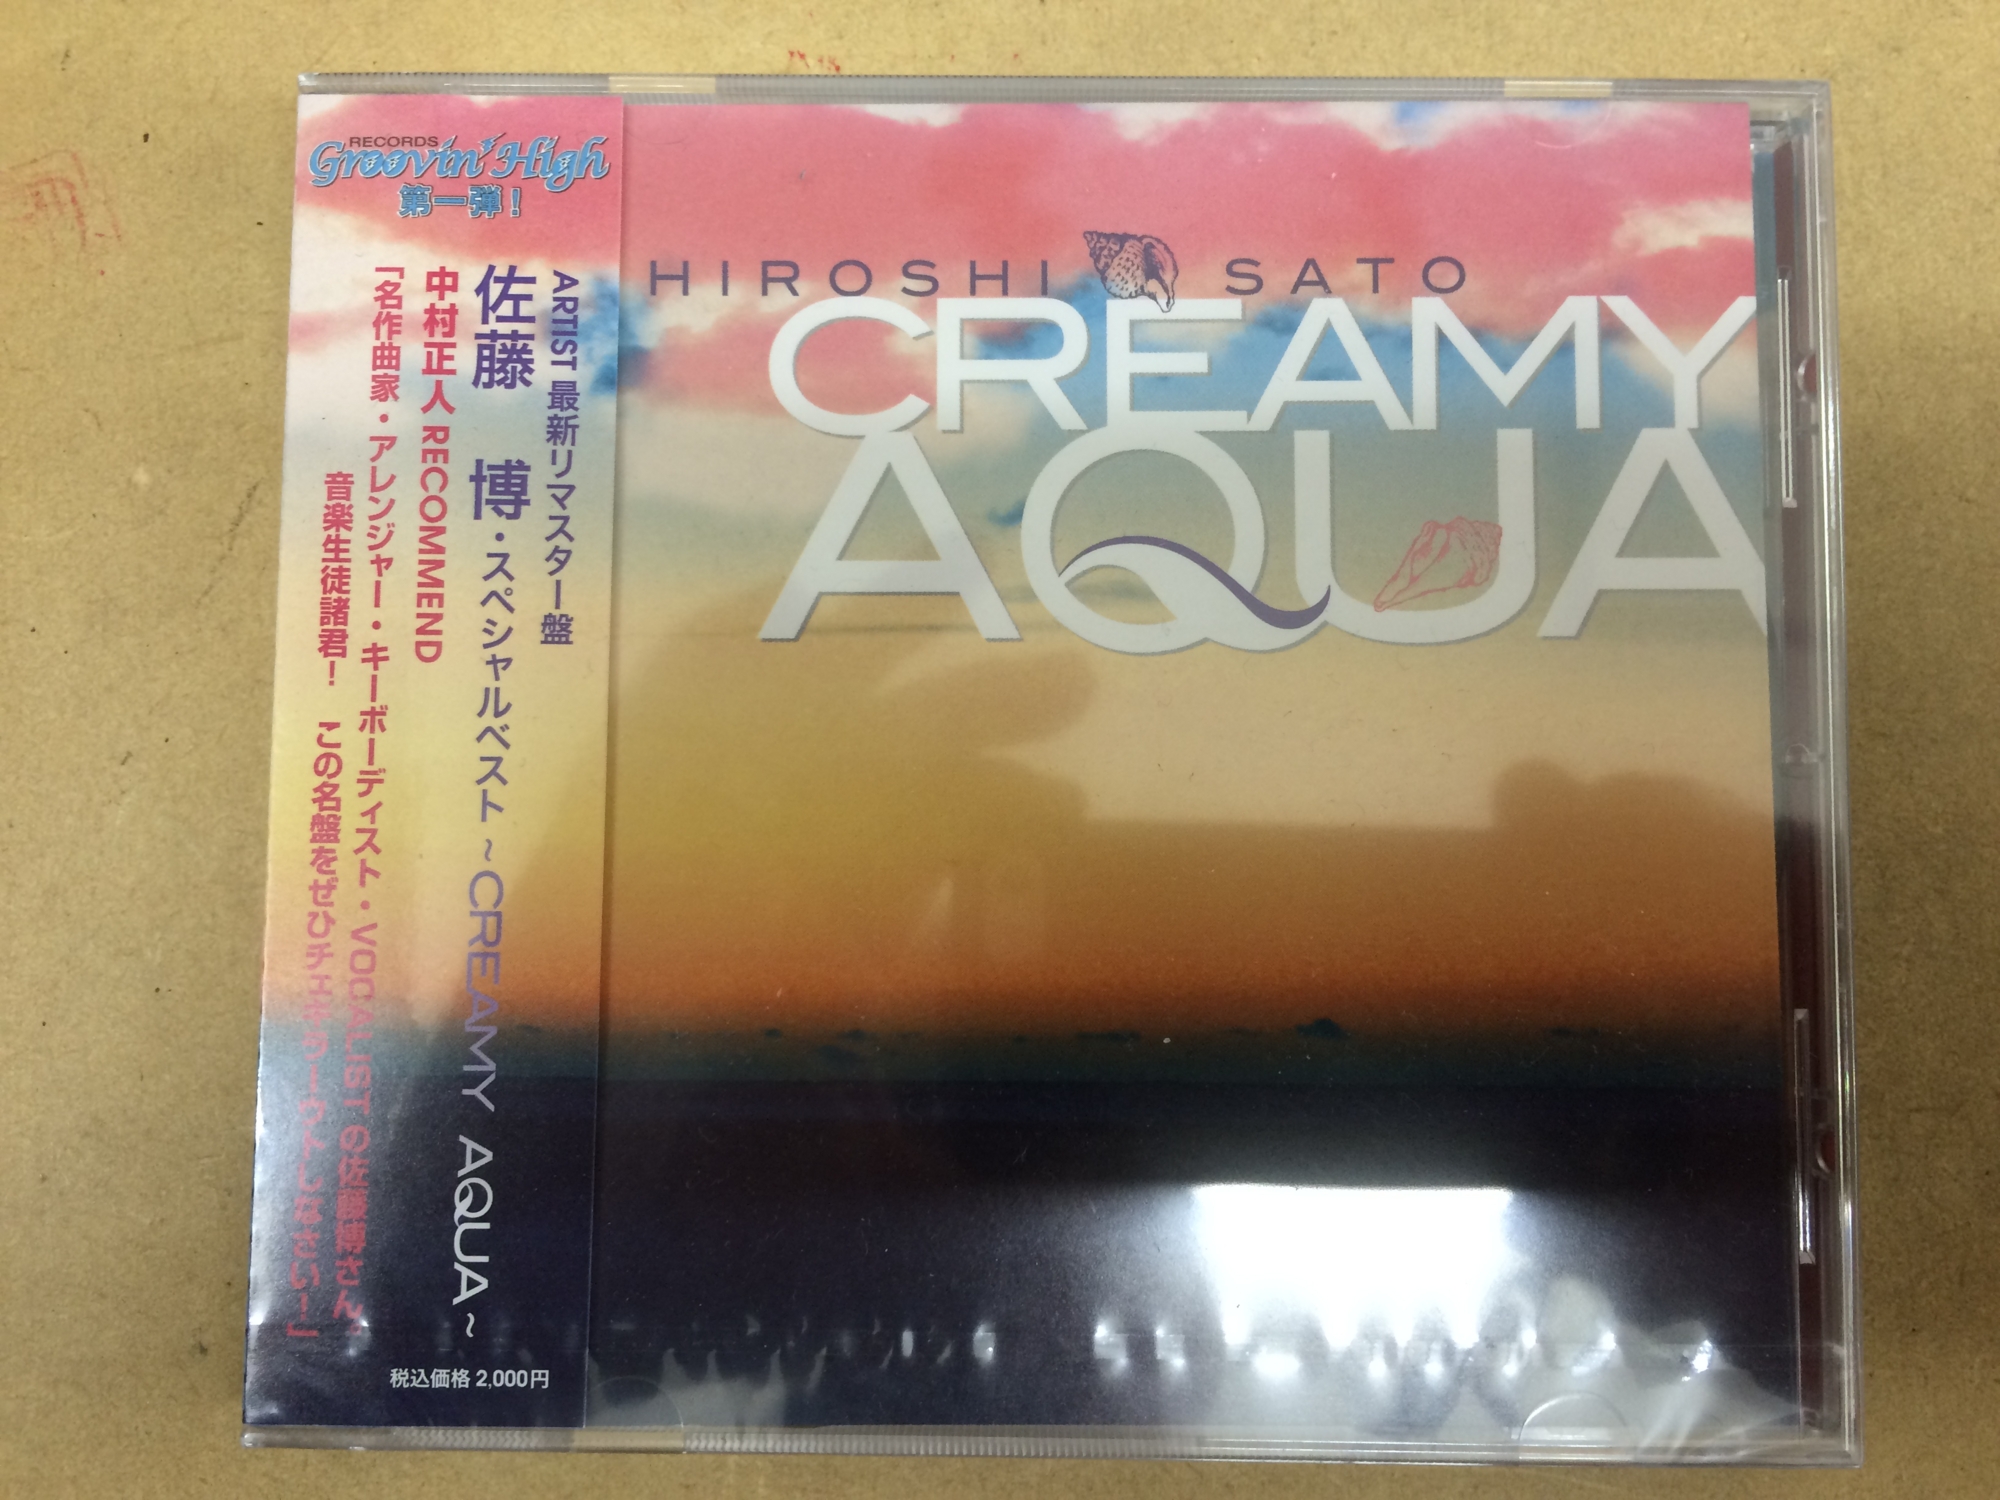 RECORDS
Groovin' High
第一弾！
ARTIST 最新リマスター盤
佐藤 博・スペシャルベスト～CREAMY AQUA～
中村正人 RECOMMEND
「名作曲家・アレンジャー・キーボーディスト・VOCALIST の佐藤博さん。
音楽生徒諸君！ この名盤をぜひチェキラーウトしなさい！」
税込価格 2,000円
HIROSHI SATO
CREAMY
AQUA